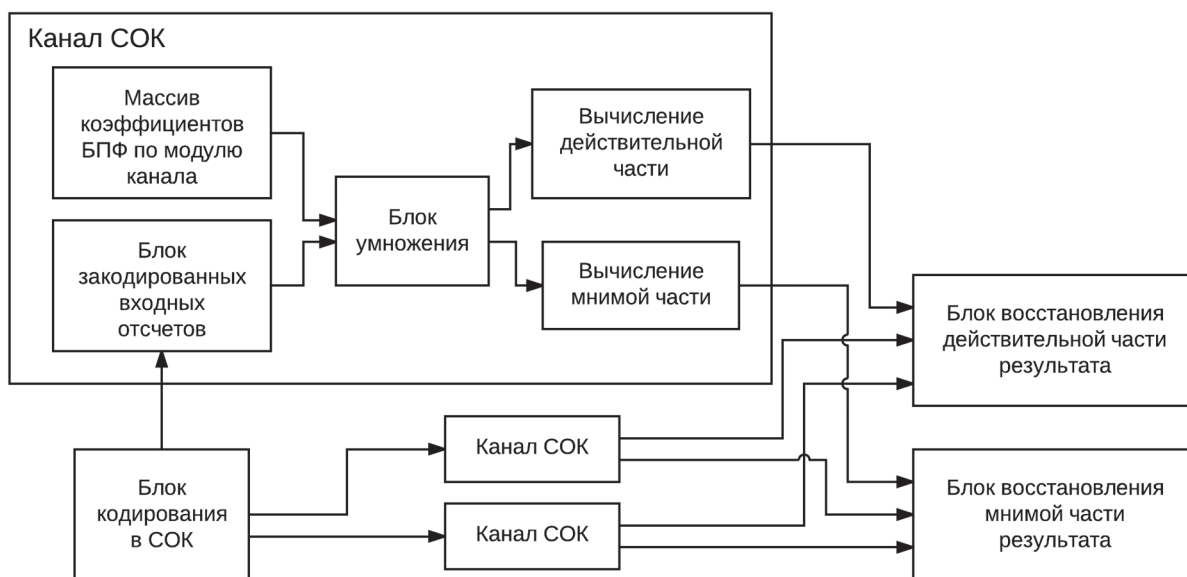 Канал СОК
Массив
коэффициентов
БПФ по модулю
канала
Блок
закодированных
входных
отсчетов
Блок
умножения
Вычисление
действительной
части
Вычисление
мнимой части
Блок восстановления
действительной части
результата
Блок
кодирования
в СОК
Канал СОК
Канал СОК
Блок восстановления
мнимой части
результата